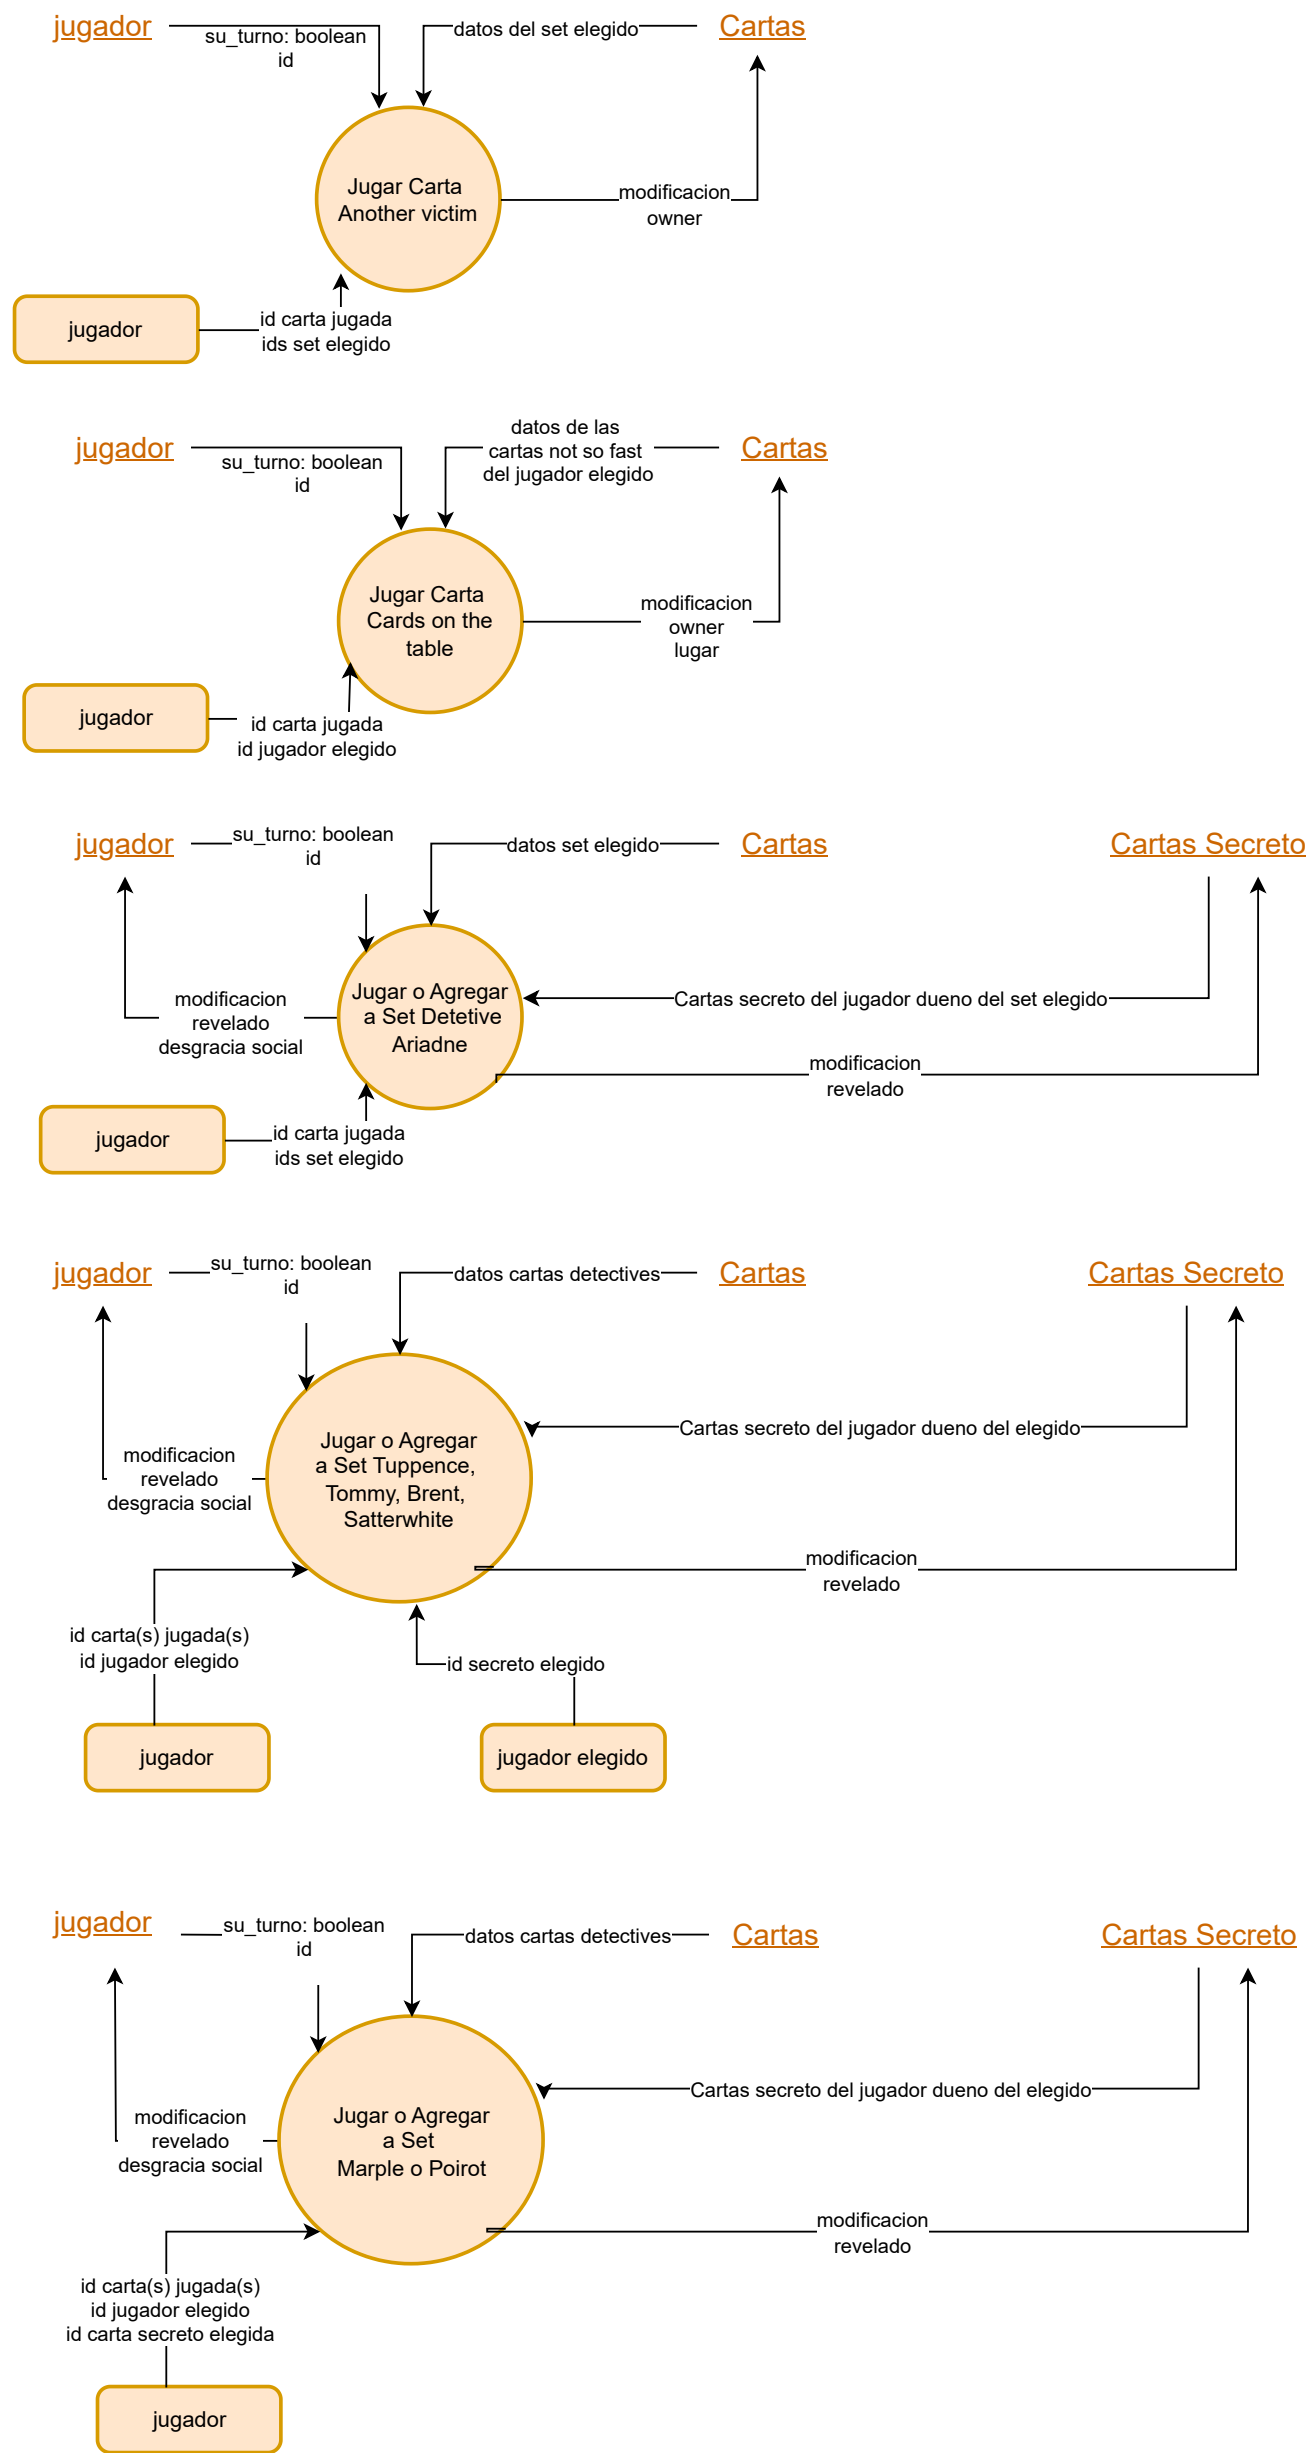 jugador
su_turno: boolean
id
datos del set elegido
Cartas
Jugar Carta
Another victim
modificacion
owner
jugador
id carta jugada
ids set elegido
jugador
su_turno: boolean
id
datos de las
cartas not so fast
del jugador elegido
Cartas
Jugar Carta
Cards on the
table
modificacion
owner
lugar
jugador
id carta jugada
id jugador elegido
jugador
su_turno: boolean
id
datos set elegido
Cartas
Cartas Secreto
modificacion
revelado
desgracia social
Jugar o Agregar
a Set Detetive
Ariadne
Cartas secreto del jugador dueno del set elegido
modificacion
revelado
jugador
id carta jugada
ids set elegido
jugador
su_turno: boolean
id
datos cartas detectives
Cartas
Cartas Secreto
modificacion
revelado
desgracia social
Jugar o Agregar
a Set Tuppence,
Tommy, Brent,
Satterwhite
Cartas secreto del jugador dueno del elegido
modificacion
revelado
id carta(s) jugada(s)
id jugador elegido
id secreto elegido
jugador
jugador elegido
jugador
su_turno: boolean
id
datos cartas detectives
Cartas
Cartas Secreto
modificacion
revelado
desgracia social
Jugar o Agregar
a Set
Marple o Poirot
Cartas secreto del jugador dueno del elegido
modificacion
revelado
id carta(s) jugada(s)
id jugador elegido
id carta secreto elegida
jugador